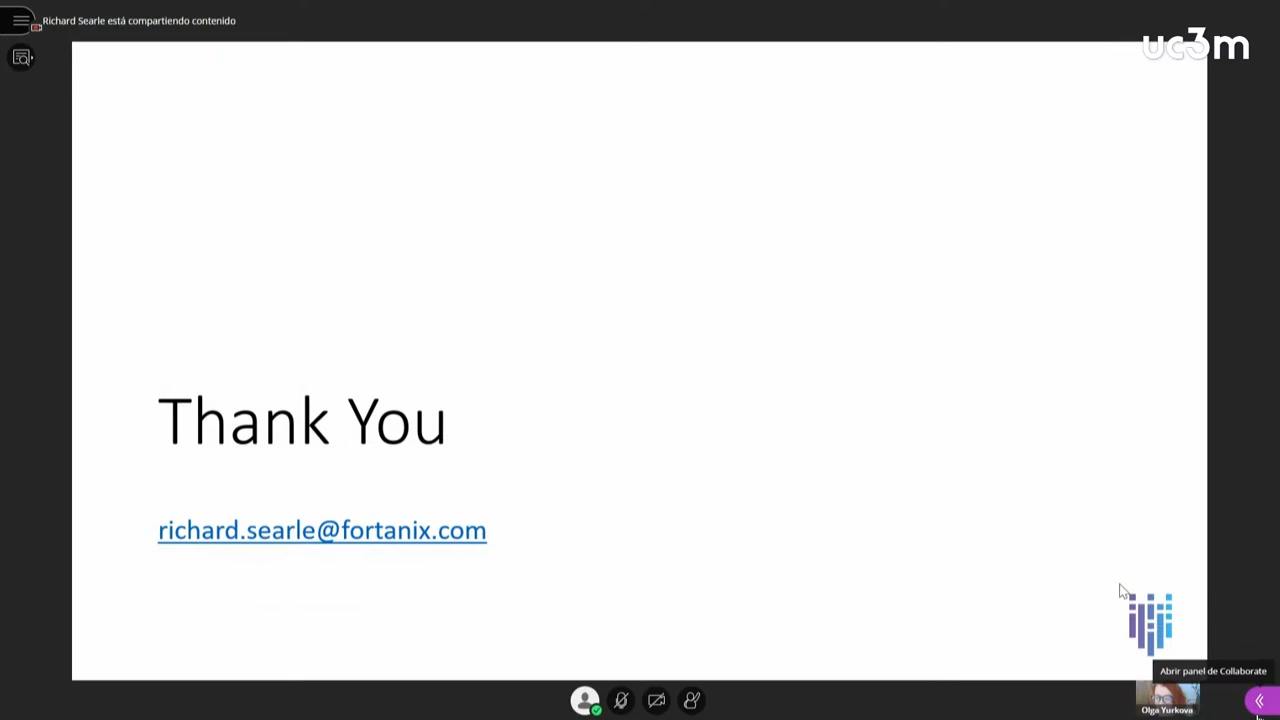 Richard Searle está compartiendo contenido
uc3m
Thank You
richard.searle@fortanix.com
Abrir panel de Collaborate
Olga Yurkova